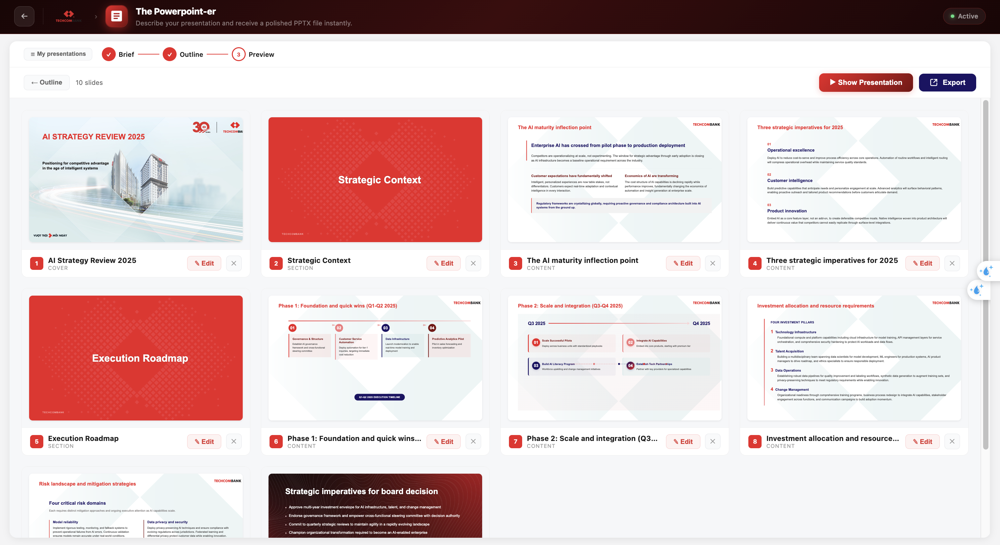 The Powerpoint-er
TECHCOMBANK
Describe your presentation and receive a polished PPTX file instantly.
Active
My presentations
Brief
Outline
3
Preview
← Outline
10 slides
Show Presentation
Export
30
YEARS
TECHCOMBA
AI STRATEGY REVIEW 2025
Positioning for competitive advantage
in the age of intelligent systems
VƯỢT TRỘI MỖI NGÀY
1
AI Strategy Review 2025
COVER
Edit
Strategic Context
TECHCOMBANK
2
Strategic Context
SECTION
Edit
The AI maturity inflection point
TECHCOMBANK
Enterprise AI has crossed from pilot phase to production deployment
Competitors are operationalizing at scale, not experimenting. The window for strategic advantage through early adoption is closing
as AI infrastructure becomes a baseline operational requirement across the industry.
Customer expectations have fundamentally shifted
Intelligent, personalized experiences are now table stakes, not
differentiators. Customers expect real-time adaptation and contextual
intelligence in every interaction.
Economics of AI are transforming
The cost structure of AI capabilities is declining rapidly while
performance improves, fundamentally changing the economics of
automation and insight generation at enterprise scale.
Regulatory frameworks are crystallizing globally, requiring proactive governance and compliance architecture built into AI
systems from the ground up.
3
The AI maturity inflection point
CONTENT
Edit
Three strategic imperatives for 2025
TECHCOMBANK
01
Operational excellence
Deploy AI to reduce cost-to-serve and improve process efficiency across core operations. Automation of routine workflows and intelligent routing
will compress operational overhead while maintaining service quality standards.
02
Customer intelligence
Build predictive capabilities that anticipate needs and personalize engagement at scale. Advanced analytics will surface behavioral patterns,
enabling proactive outreach and tailored product recommendations before customers articulate demand.
03
Product innovation
Embed AI as a core feature layer, not an add-on, to create defensible competitive moats. Native intelligence woven into product architecture will
deliver continuous value that competitors cannot easily replicate through surface-level integrations.
4
Three strategic imperatives for 2025
CONTENT
Edit
Execution Roadmap
TECHCOMBANK
5
Execution Roadmap
SECTION
Edit
Phase 1: Foundation and quick wins (Q1-Q2 2025)
TECHCOMBANK
01
Governance & Structure
Establish AI governance
framework and cross-functional
steering committee
02
Customer Service
Automation
Deploy automation for tier-1
inquiries, targeting immediate
cost reduction
03
Data Infrastructure
Launch modernization to enable
real-time model training and
deployment
04
Predictive Analytics Pilot
Pilot in sales forecasting and
inventory optimization
Q1-Q2 2025 EXECUTION TIMELINE
6
Phase 1: Foundation and quick wins...
CONTENT
Edit
Phase 2: Scale and integration (Q3-Q4 2025)
TECHCOMBANK
Q3 2025
Q4 2025
01
Scale Successful Pilots
Deploy across business units with standardized playbooks
02
Integrate AI Capabilities
Embed into core products, starting with premium tier
03
Build AI Literacy Program
Workforce upskilling and change management initiatives
04
Establish Tech Partnerships
Partner with key providers for specialized capabilities
7
Phase 2: Scale and integration (Q3...
CONTENT
Edit
Investment allocation and resource requirements
TECHCOMBANK
FOUR INVESTMENT PILLARS
1 Technology Infrastructure
Foundational compute and platform capabilities including cloud infrastructure for model training, API management layers for service
orchestration, and comprehensive security hardening to protect AI workloads and data flows.
2 Talent Acquisition
Building a multidisciplinary team spanning data scientists for model development, ML engineers for production systems, AI product
managers to drive roadmap, and ethics specialists to ensure responsible deployment.
3 Data Operations
Establishing robust data pipelines for quality improvement and labeling workflows, synthetic data generation to augment training sets, and
privacy-preserving techniques to meet regulatory requirements while enabling innovation.
4 Change Management
Organizational readiness through comprehensive training programs, business process redesign to integrate AI capabilities, stakeholder
engagement across functions, and communication campaigns to build adoption momentum.
8
Investment allocation and resource...
CONTENT
Edit
Risk landscape and mitigation strategies
TECHCOMBANK
Four critical risk domains
Each requires distinct mitigation approaches and ongoing executive attention as AI capabilities scale.
Model reliability
Implement rigorous testing, monitoring, and fallback systems to
prevent operational failures from AI errors. Continuous validation
ensures models remain accurate under real-world conditions.
Data privacy and security
Deploy privacy-preserving AI techniques and ensure compliance with
evolving regulations across jurisdictions. Federated learning and
differential privacy protect customer data while enabling innovation.
Strategic imperatives for board decision
• Approve multi-year investment envelope for AI infrastructure, talent, and change management
• Endorse governance framework and empower cross-functional steering committee with decision authority
• Commit to quarterly strategic reviews to maintain agility in a rapidly evolving landscape
• Champion organizational transformation required to become an AI-enabled enterprise